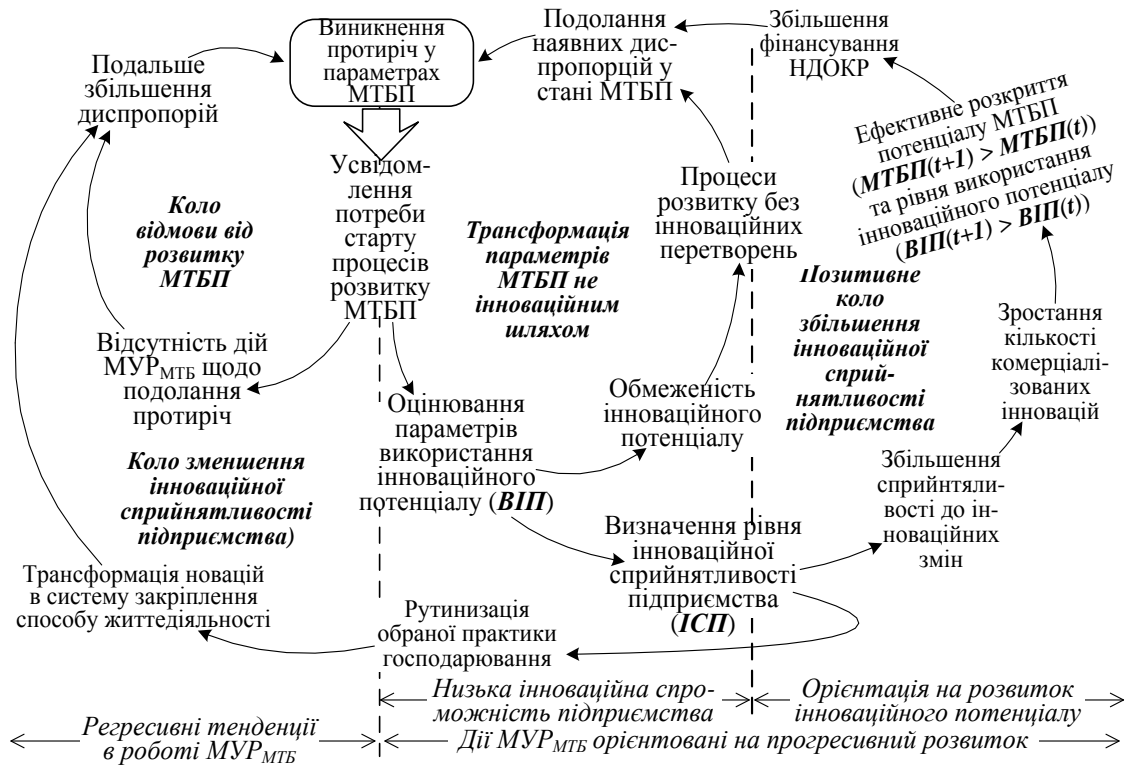 Виникнення
протиріч у
параметрах
МТБП
Подолання
наявних дис-
пропорцій у
стані МТБП
Збільшення
фінансування
НДОКР
Подальше
збільшення
диспропорій
Ефективне розкриття
потенціалу МТБП
(МТБП(t+1) > МТБП(t))
та рівня використання
інноваційного потенціалу
(ВІП(t+1) > ВІП(t))
Усвідом-
лення
потреби
старту
процесів
розвитку
МТБП
Процеси
розвитку без
інноваційних
перетворень
Коло
відмови від
розвитку
МТБП
Трансформація
параметрів
МТБП не
інноваційним
шляхом
Позитивне
коло
збільшення
інноваційної
сприй-
нятливості
підприємства
Зростання
кількості
комерціалі-
зованих
інновацій
Відсутність дій
МУРМТБ щодо
подолання
протиріч
Оцінювання
параметрів
використання
інноваційного
потенціалу (ВІП)
Обмеженість
інноваційного
потенціалу
Коло зменшення
інноваційної
сприйнятливості
підприємства)
Збільшення
сприйнтяли-
вості до ін-
новаційних
змін
Визначення рівня
інноваційної
сприйнятливості
підприємства
(ІСП)
Трансформація новацій
в систему закріплення
способу життедіяльності
Рутинизація
обраної практики
господарювання
Низька інноваційна спро-
можність підприємства
Орієнтація на розвиток
інноваційного потенціалу
Регресивні тенденції
в роботі МУРМТБ
Дії МУРМТБ орієнтовані на прогресивний розвиток